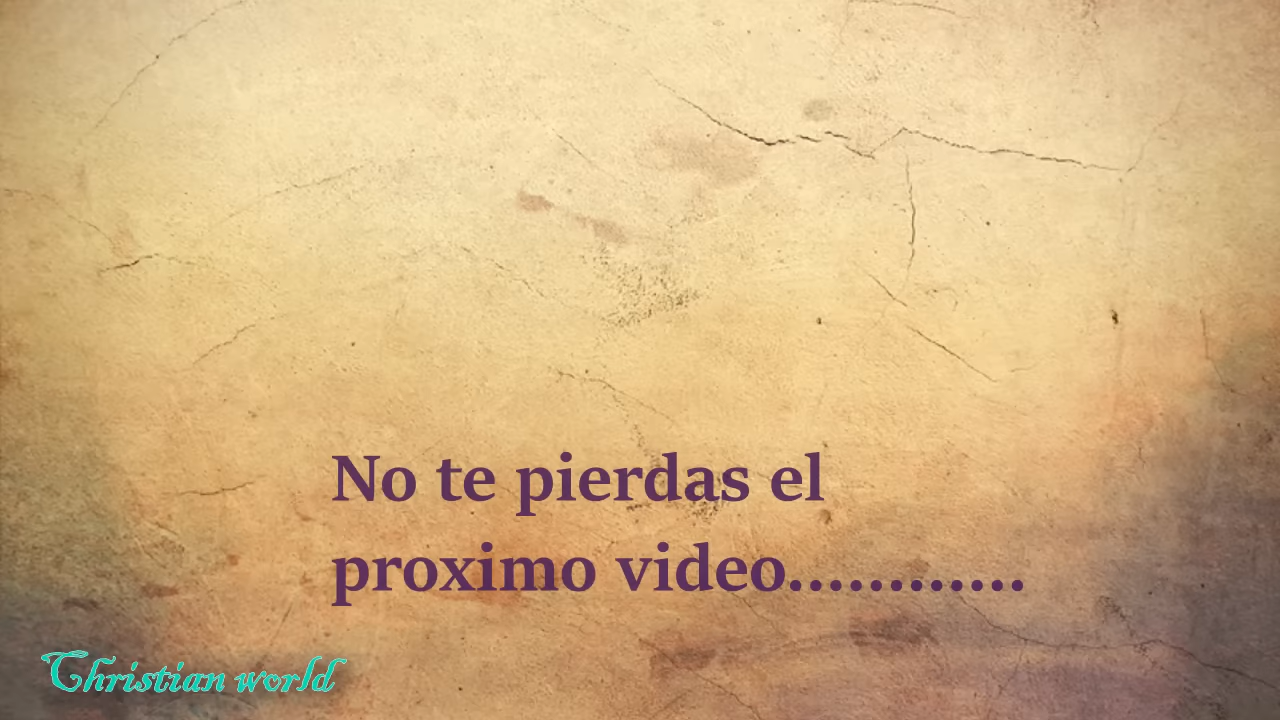 No te pierdas el
proximo video............
Christian world